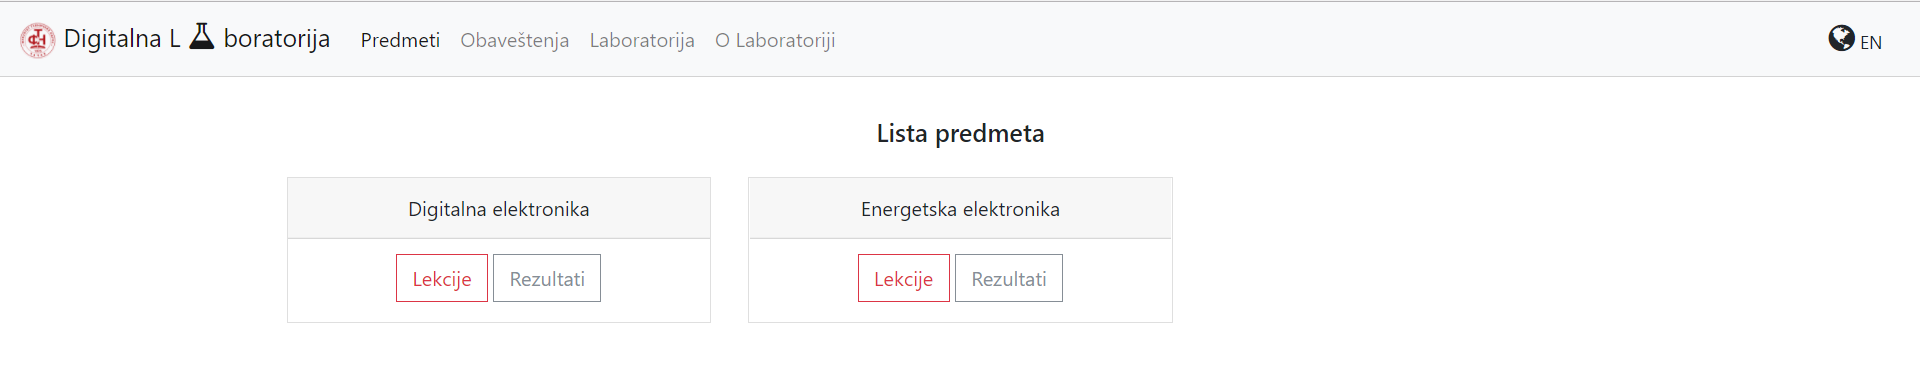 Digitalna L boratorija Predmeti Obaveštenja Laboratorija O Laboratoriji EN
Lista predmeta
Digitalna elektronika Energetska elektronika
Lekcije Rezultati Lekcije Rezultati